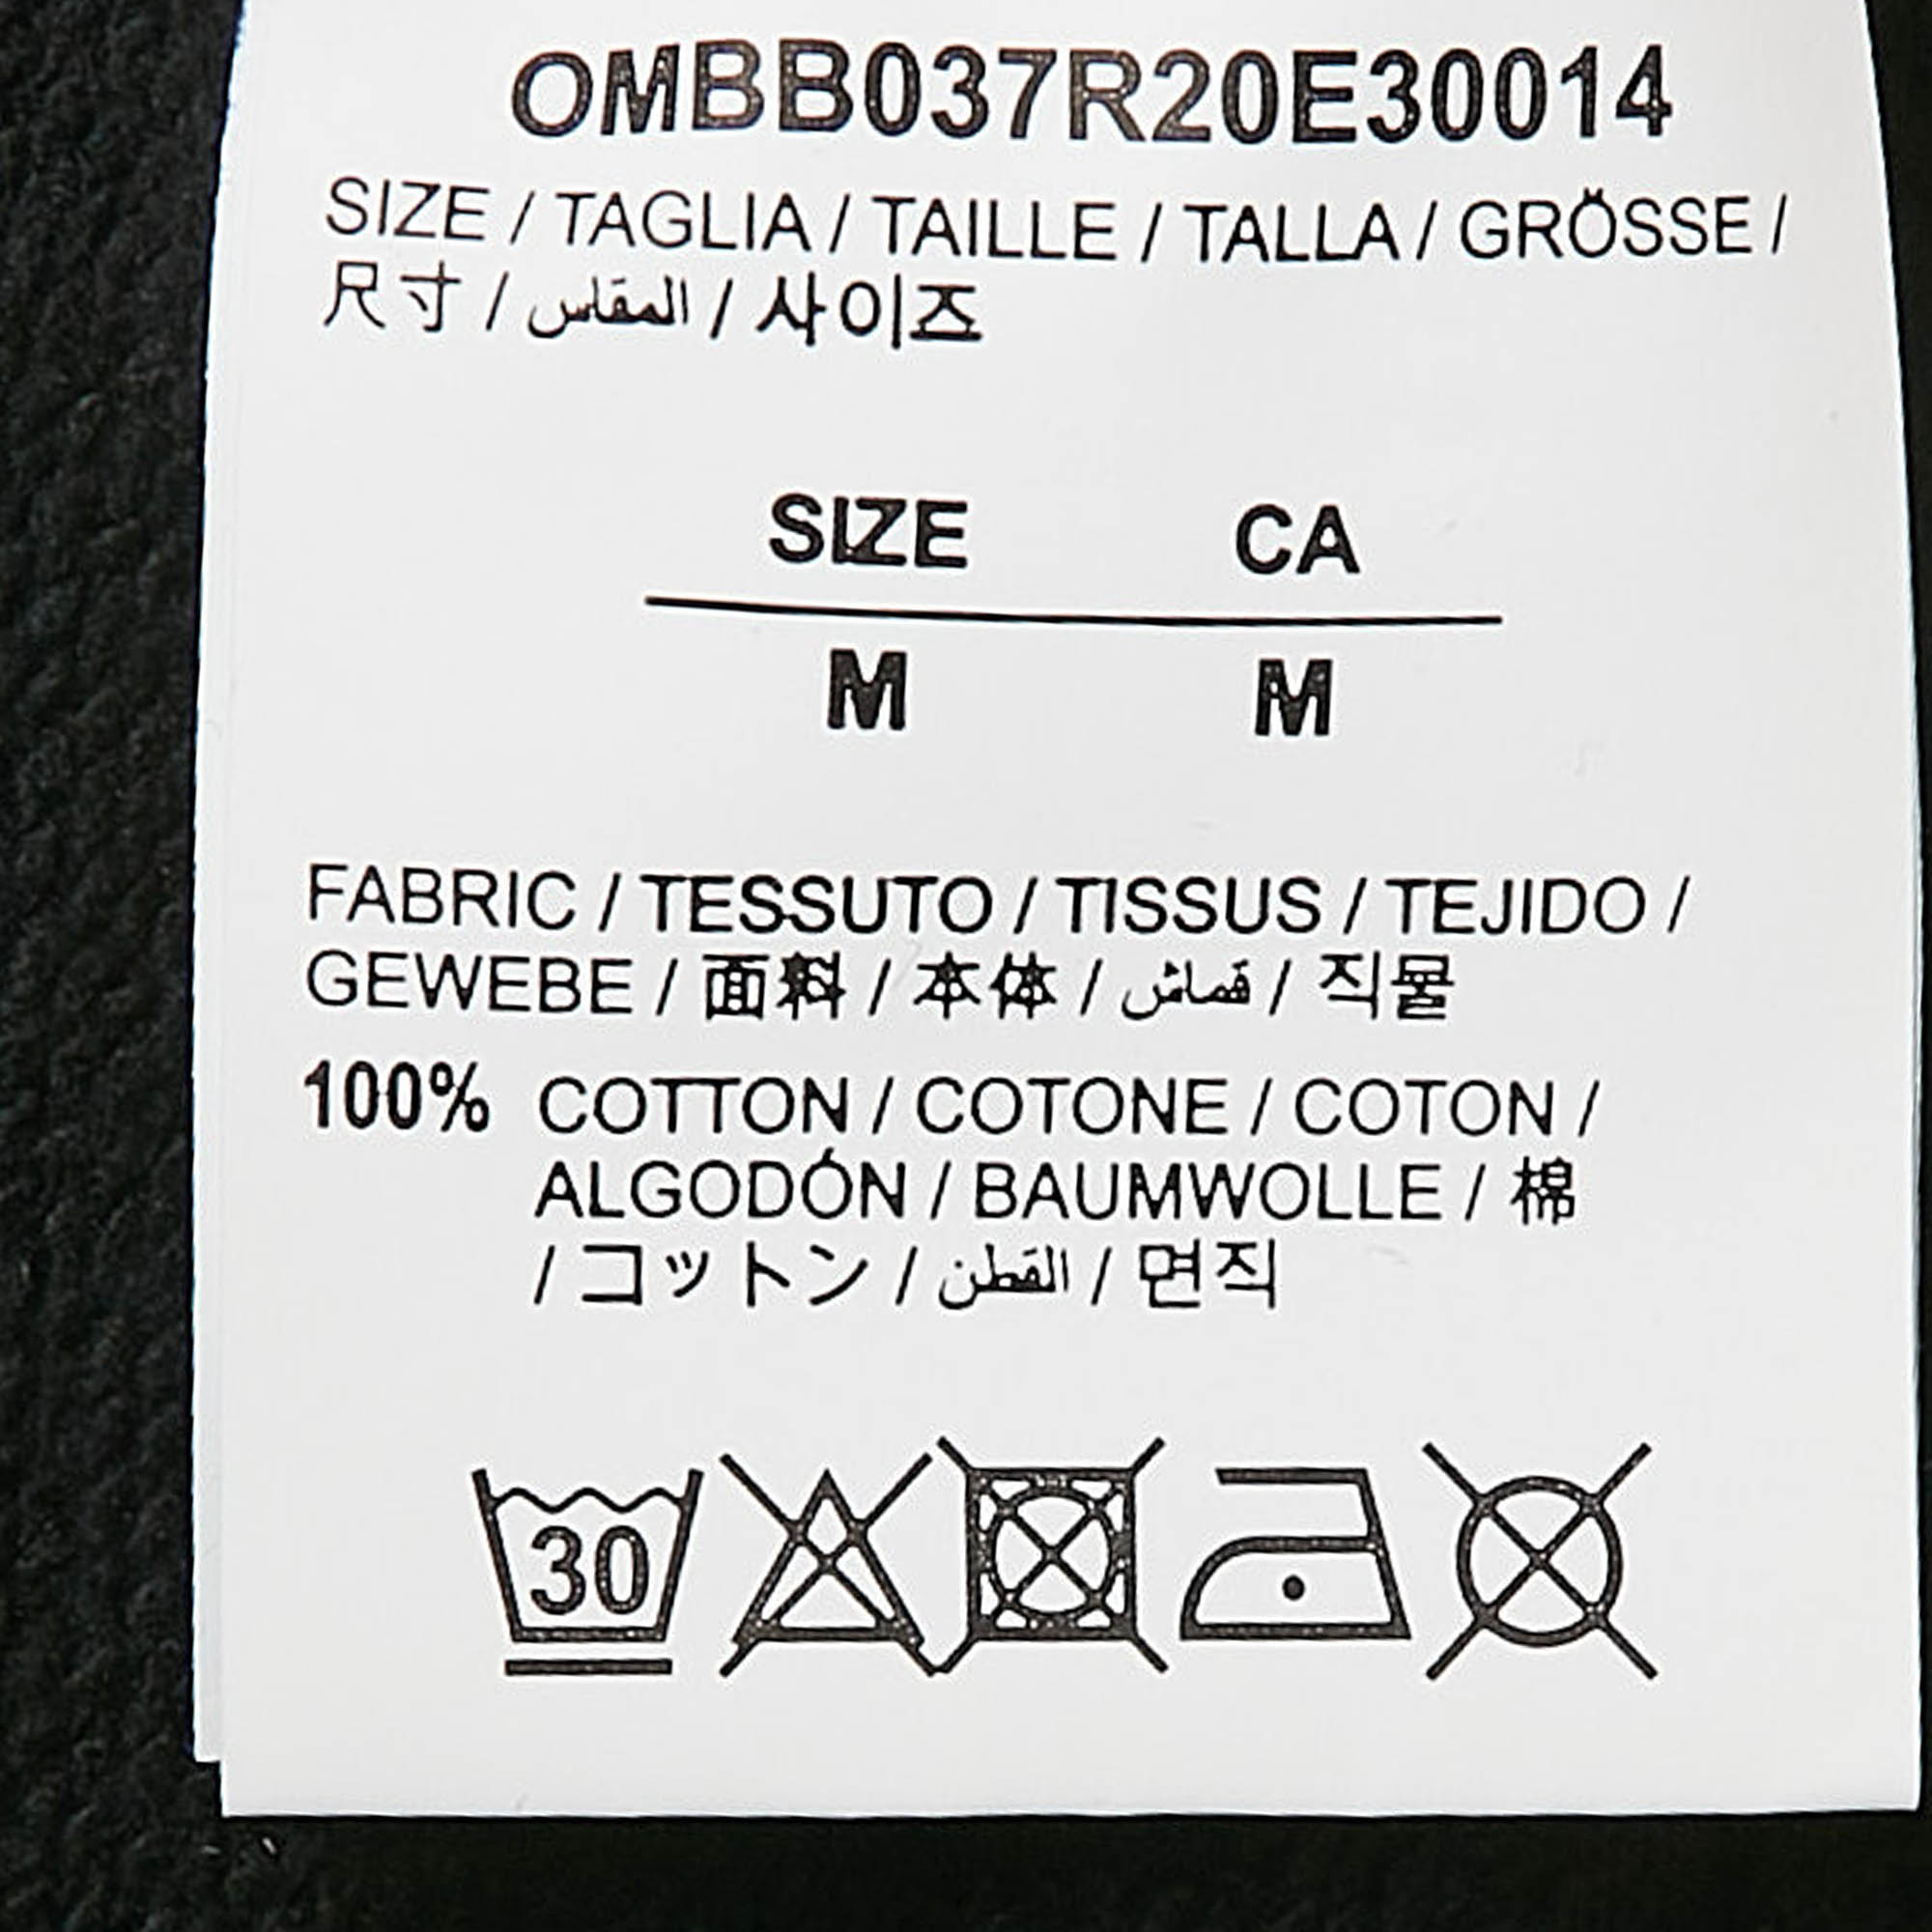 OMBB037R20E30014
SIZE / TAGLIA / TAILLE / TALLA / GRÖSSE /
尺寸 / المقاس / 사이즈
SIZE CA
M M
FABRIC / TESSUTO / TISSUS / TEJIDO /
GEWEBE / 面料 / 本体 / قماش / 직물
100% COTTON / COTONE / COTON /
ALGODÓN / BAUMWOLLE / 棉
/ コットン / القطن / 면직
30